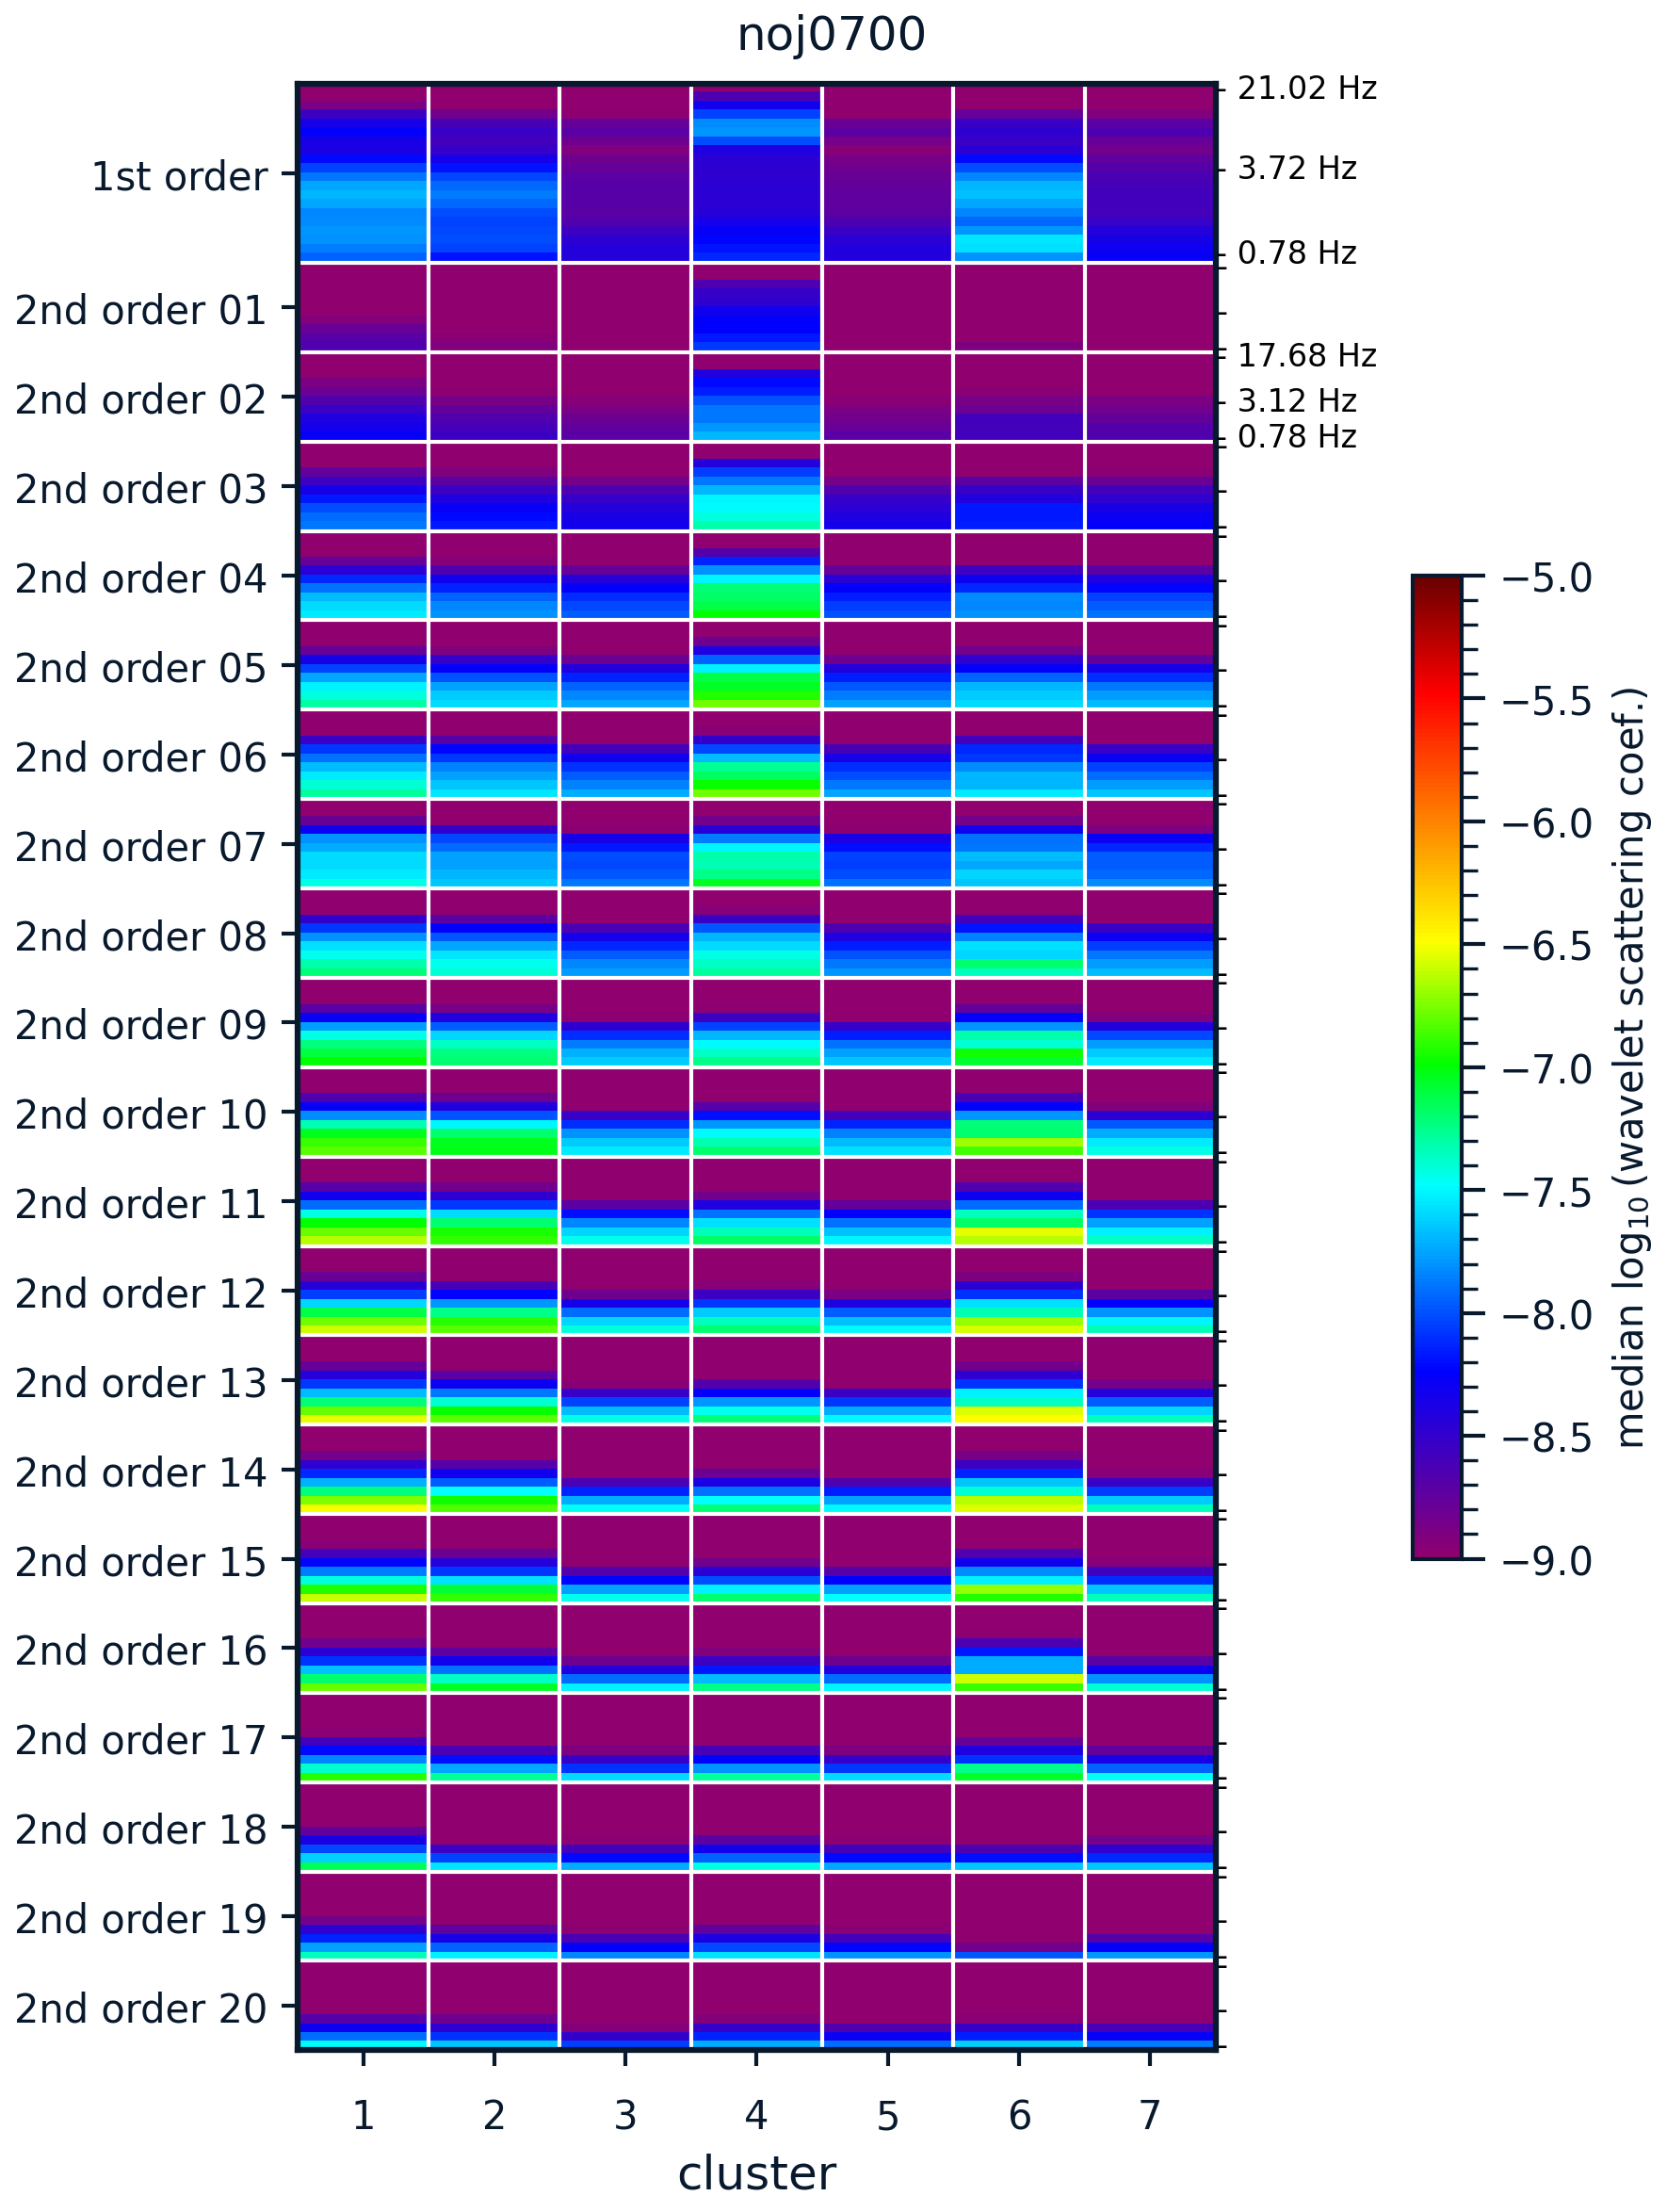 noj0700
21.02 Hz
1st order
3.72 Hz
0.78 Hz
2nd order 01
17.68 Hz
2nd order 02
3.12 Hz
0.78 Hz
2nd order 03
2nd order 04
2nd order 05
2nd order 06
2nd order 07
2nd order 08
2nd order 09
2nd order 10
2nd order 11
2nd order 12
2nd order 13
2nd order 14
2nd order 15
2nd order 16
2nd order 17
2nd order 18
2nd order 19
2nd order 20
1 2 3 4 5 6 7
cluster
−5.0
−5.5
−6.0
−6.5
−7.0
−7.5
−8.0
−8.5
−9.0
median log₁₀ (wavelet scattering coef.)